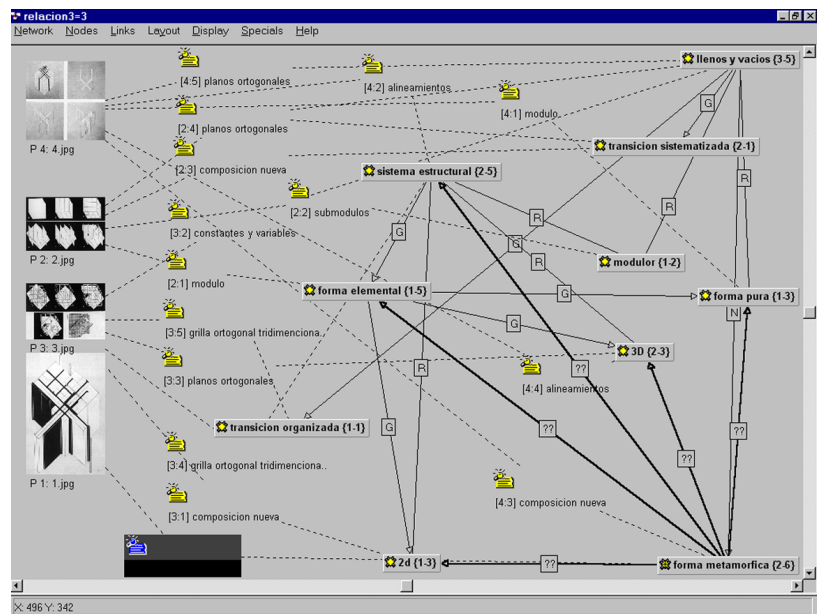 relacion3=3
Network Nodes Links Layout Display Specials Help
[4:5] planos ortogonales
[4:2] alineamientos
llenos y vacios {3-5}
[4:1] modulo
G
[2:4] planos ortogonales
P 4: 4.jpg
transicion sistematizada {2-1}
[2:3] composicion nueva
sistema estructural {2-5}
R
R
[2:2] submodulos
R
[3:2] constantes y variables
G
G
P 2: 2.jpg
R
modulor {1-2}
[2:1] modulo
forma elemental {1-5}
G
forma pura {1-3}
N
[3:5] grilla ortogonal tridimenciona..
G
P 3: 3.jpg
3D {2-3}
R
??
[3:3] planos ortogonales
[4:4] alineamientos
transicion organizada {1-1}
G
??
??
??
[3:4] grilla ortogonal tridimenciona..
P 1: 1.jpg
[4:3] composicion nueva
[3:1] composicion nueva
2d {1-3}
??
forma metamorfica {2-6}
X: 496 Y: 342